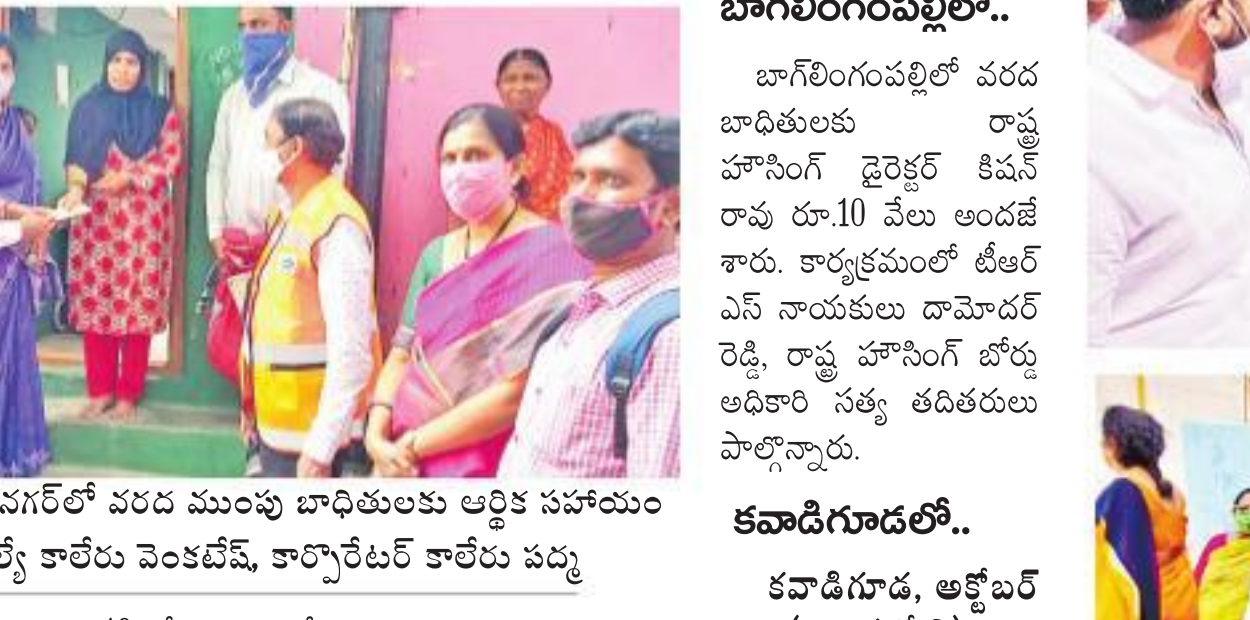 నగర్‌లో వరద ముంపు బాధితులకు ఆర్థిక సహాయం
ల్యే కాలేరు వెంకటేష్, కార్పొరేటర్ కాలేరు పద్మ
బాగ్‌లింగంపల్లిలో..
బాగ్‌లింగంపల్లిలో వరద
బాధితులకు రాష్ట్ర
హౌసింగ్ డైరెక్టర్ కిషన్
రావు రూ.10 వేలు అందజే
శారు. కార్యక్రమంలో టీఆర్
ఎస్ నాయకులు దామోదర్
రెడ్డి, రాష్ట్ర హౌసింగ్ బోర్డు
అధికారి సత్య తదితరులు
పాల్గొన్నారు.
కవాడిగూడలో..
కవాడిగూడ, అక్టోబర్